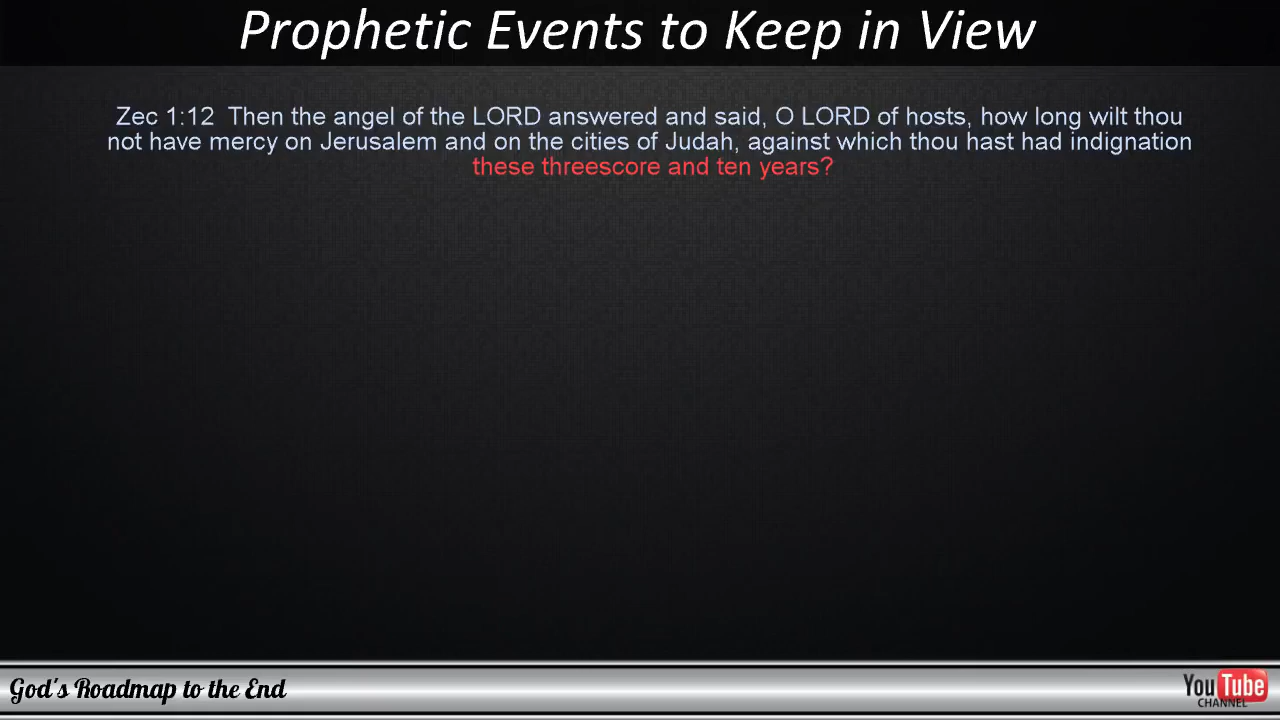 Prophetic Events to Keep in View
Zec 1:12  Then the angel of the LORD answered and said, O LORD of hosts, how long wilt thou
not have mercy on Jerusalem and on the cities of Judah, against which thou hast had indignation
these threescore and ten years?
God's Roadmap to the End
YouTube
CHANNEL